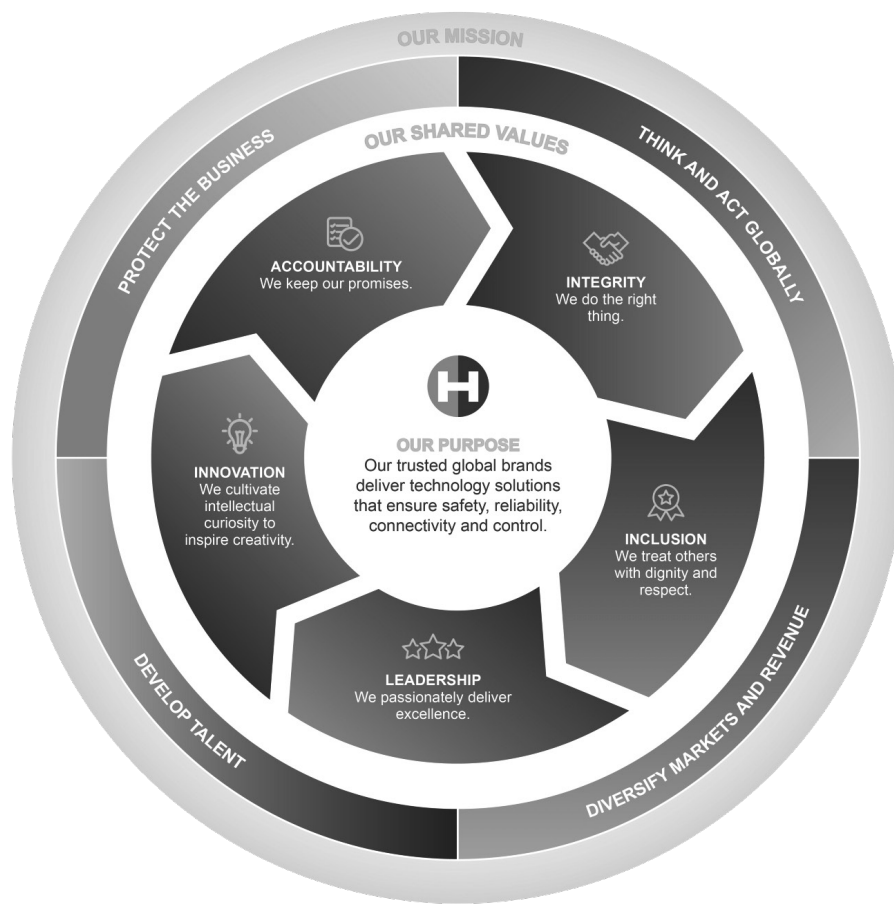 OUR MISSION
PROTECT THE BUSINESS
THINK AND ACT GLOBALLY
DIVERSIFY MARKETS AND REVENUE
DEVELOP TALENT
OUR SHARED VALUES
ACCOUNTABILITY
We keep our promises.
INTEGRITY
We do the right
thing.
INCLUSION
We treat others
with dignity and
respect.
LEADERSHIP
We passionately deliver
excellence.
INNOVATION
We cultivate
intellectual
curiosity to
inspire creativity.
H
OUR PURPOSE
Our trusted global brands
deliver technology solutions
that ensure safety, reliability,
connectivity and control.